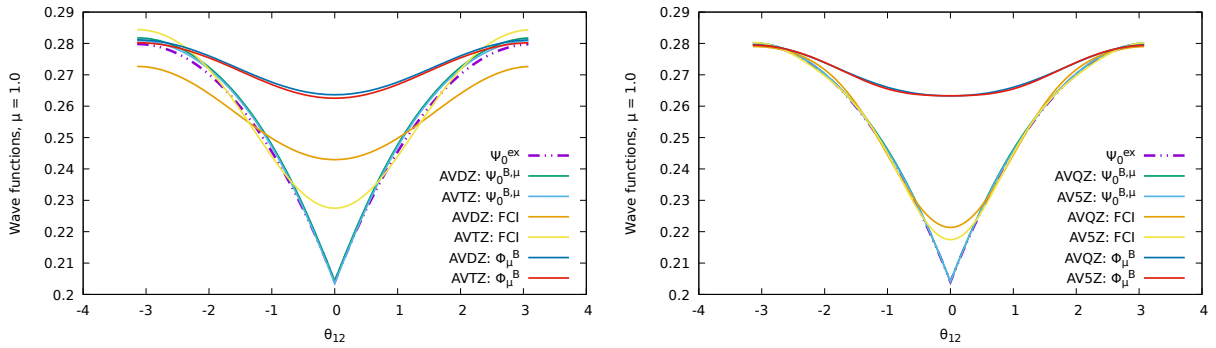 0.29
0.28
0.27
0.26
0.25
0.24
0.23
0.22
0.21
0.2
-4
-3
-2
-1
0
1
2
3
4
Wave functions, μ = 1.0
θ₁₂
Ψ₀ᵉˣ
AVDZ: Ψ₀ᴮ,ᵘ
AVTZ: Ψ₀ᴮ,ᵘ
AVDZ: FCI
AVTZ: FCI
AVDZ: Φμᴮ
AVTZ: Φμᴮ
0.29
0.28
0.27
0.26
0.25
0.24
0.23
0.22
0.21
0.2
-4
-3
-2
-1
0
1
2
3
4
Wave functions, μ = 1.0
θ₁₂
Ψ₀ᵉˣ
AVQZ: Ψ₀ᴮ,ᵘ
AV5Z: Ψ₀ᴮ,ᵘ
AVQZ: FCI
AV5Z: FCI
AVQZ: Φμᴮ
AV5Z: Φμᴮ